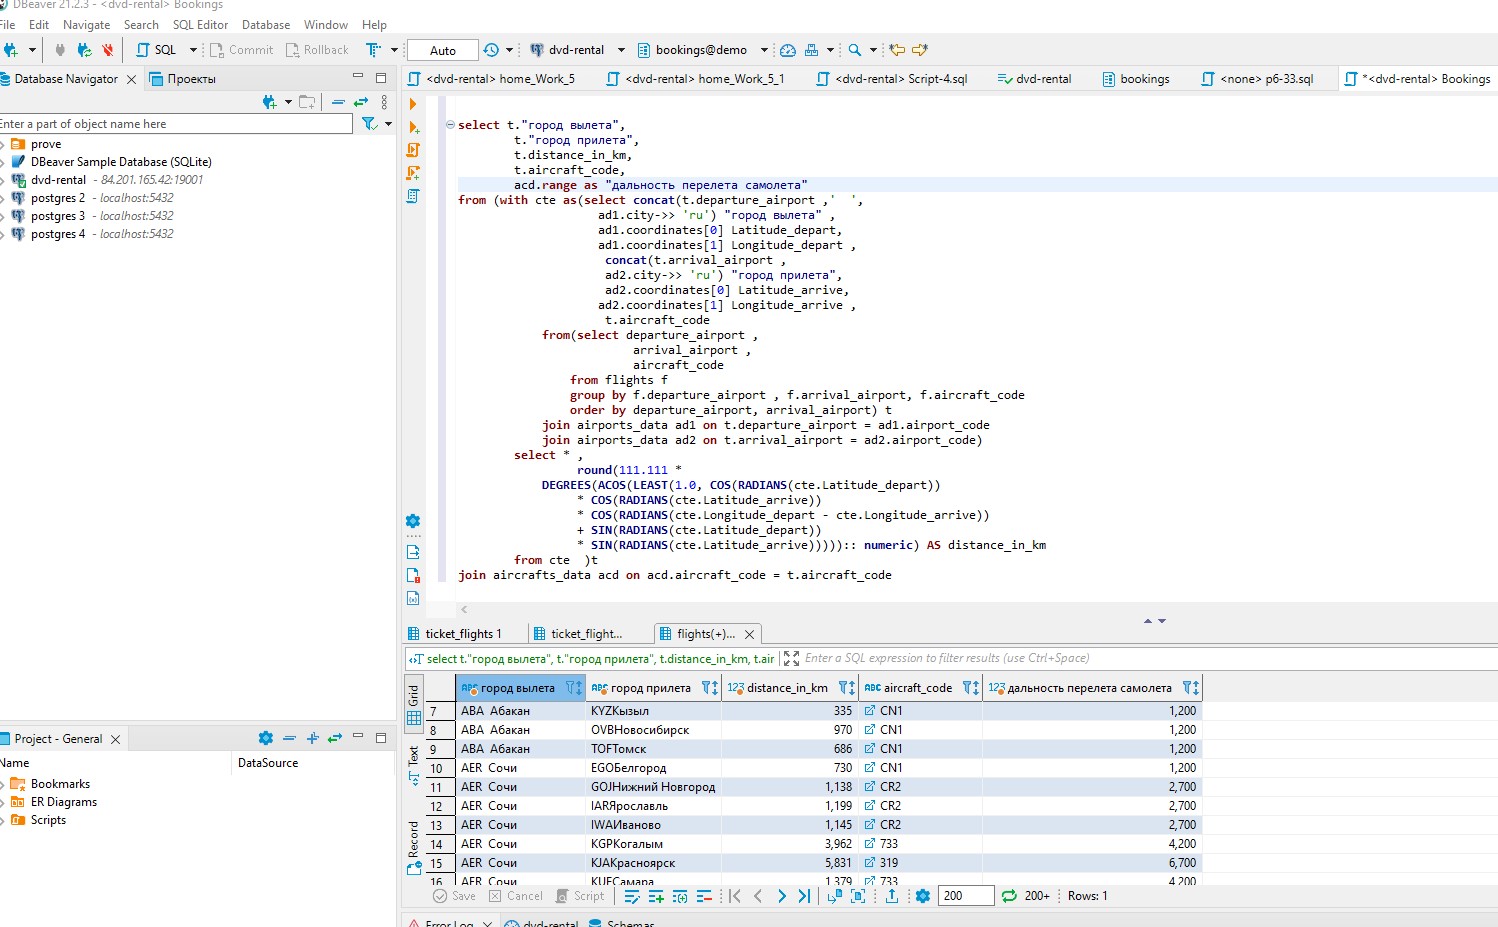 DBeaver 21.2.3 - <dvd-rental> Bookings
File Edit Navigate Search SQL Editor Database Window Help
SQL Commit Rollback Auto dvd-rental bookings@demo
Database Navigator Проекты
<dvd-rental> home_Work_5 <dvd-rental> home_Work_5_1 <dvd-rental> Script-4.sql dvd-rental bookings <none> p6-33.sql *<dvd-rental> Bookings
Enter a part of object name here
prove
DBeaver Sample Database (SQLite)
dvd-rental - 84.201.165.42:19001
postgres 2 - localhost:5432
postgres 3 - localhost:5432
postgres 4 - localhost:5432
select t."город вылета",
t."город прилета",
t.distance_in_km,
t.aircraft_code,
acd.range as "дальность перелета самолета"
from (with cte as(select concat(t.departure_airport ,'  ',
ad1.city->> 'ru') "город вылета" ,
ad1.coordinates[0] Latitude_depart,
ad1.coordinates[1] Longitude_depart ,
concat(t.arrival_airport ,
ad2.city->> 'ru') "город прилета",
ad2.coordinates[0] Latitude_arrive,
ad2.coordinates[1] Longitude_arrive ,
t.aircraft_code
from(select departure_airport ,
arrival_airport ,
aircraft_code
from flights f
group by f.departure_airport , f.arrival_airport, f.aircraft_code
order by departure_airport, arrival_airport) t
join airports_data ad1 on t.departure_airport = ad1.airport_code
join airports_data ad2 on t.arrival_airport = ad2.airport_code)
select * ,
round(111.111 *
DEGREES(ACOS(LEAST(1.0, COS(RADIANS(cte.Latitude_depart))
* COS(RADIANS(cte.Latitude_arrive))
* COS(RADIANS(cte.Longitude_depart - cte.Longitude_arrive))
+ SIN(RADIANS(cte.Latitude_depart))
* SIN(RADIANS(cte.Latitude_arrive))))):: numeric) AS distance_in_km
from cte  )t
join aircrafts_data acd on acd.aircraft_code = t.aircraft_code
ticket_flights 1 ticket_flight... flights(+)...
select t."город вылета", t."город прилета", t.distance_in_km, t.air Enter a SQL expression to filter results (use Ctrl+Space)
Grid
Text
Record
ABC город вылета ABC город прилета 123 distance_in_km ABC aircraft_code 123 дальность перелета самолета
7 ABA Абакан KYZКызыл 335 CN1 1,200
8 ABA Абакан OVBНовосибирск 970 CN1 1,200
9 ABA Абакан TOFТомск 686 CN1 1,200
10 AER Сочи EGOБелгород 730 CN1 1,200
11 AER Сочи GOJНижний Новгород 1,138 CR2 2,700
12 AER Сочи IARЯрославль 1,199 CR2 2,700
13 AER Сочи IWAИваново 1,145 CR2 2,700
14 AER Сочи KGPКогалым 3,962 733 4,200
15 AER Сочи KJAКрасноярск 5,831 319 6,700
16 AER Сочи KUFСамара 1,379 733 4,200
Save Cancel Script 200 200+ Rows: 1
Project - General
Name DataSource
Bookmarks
ER Diagrams
Scripts
Error Log dvd-rental Schemas